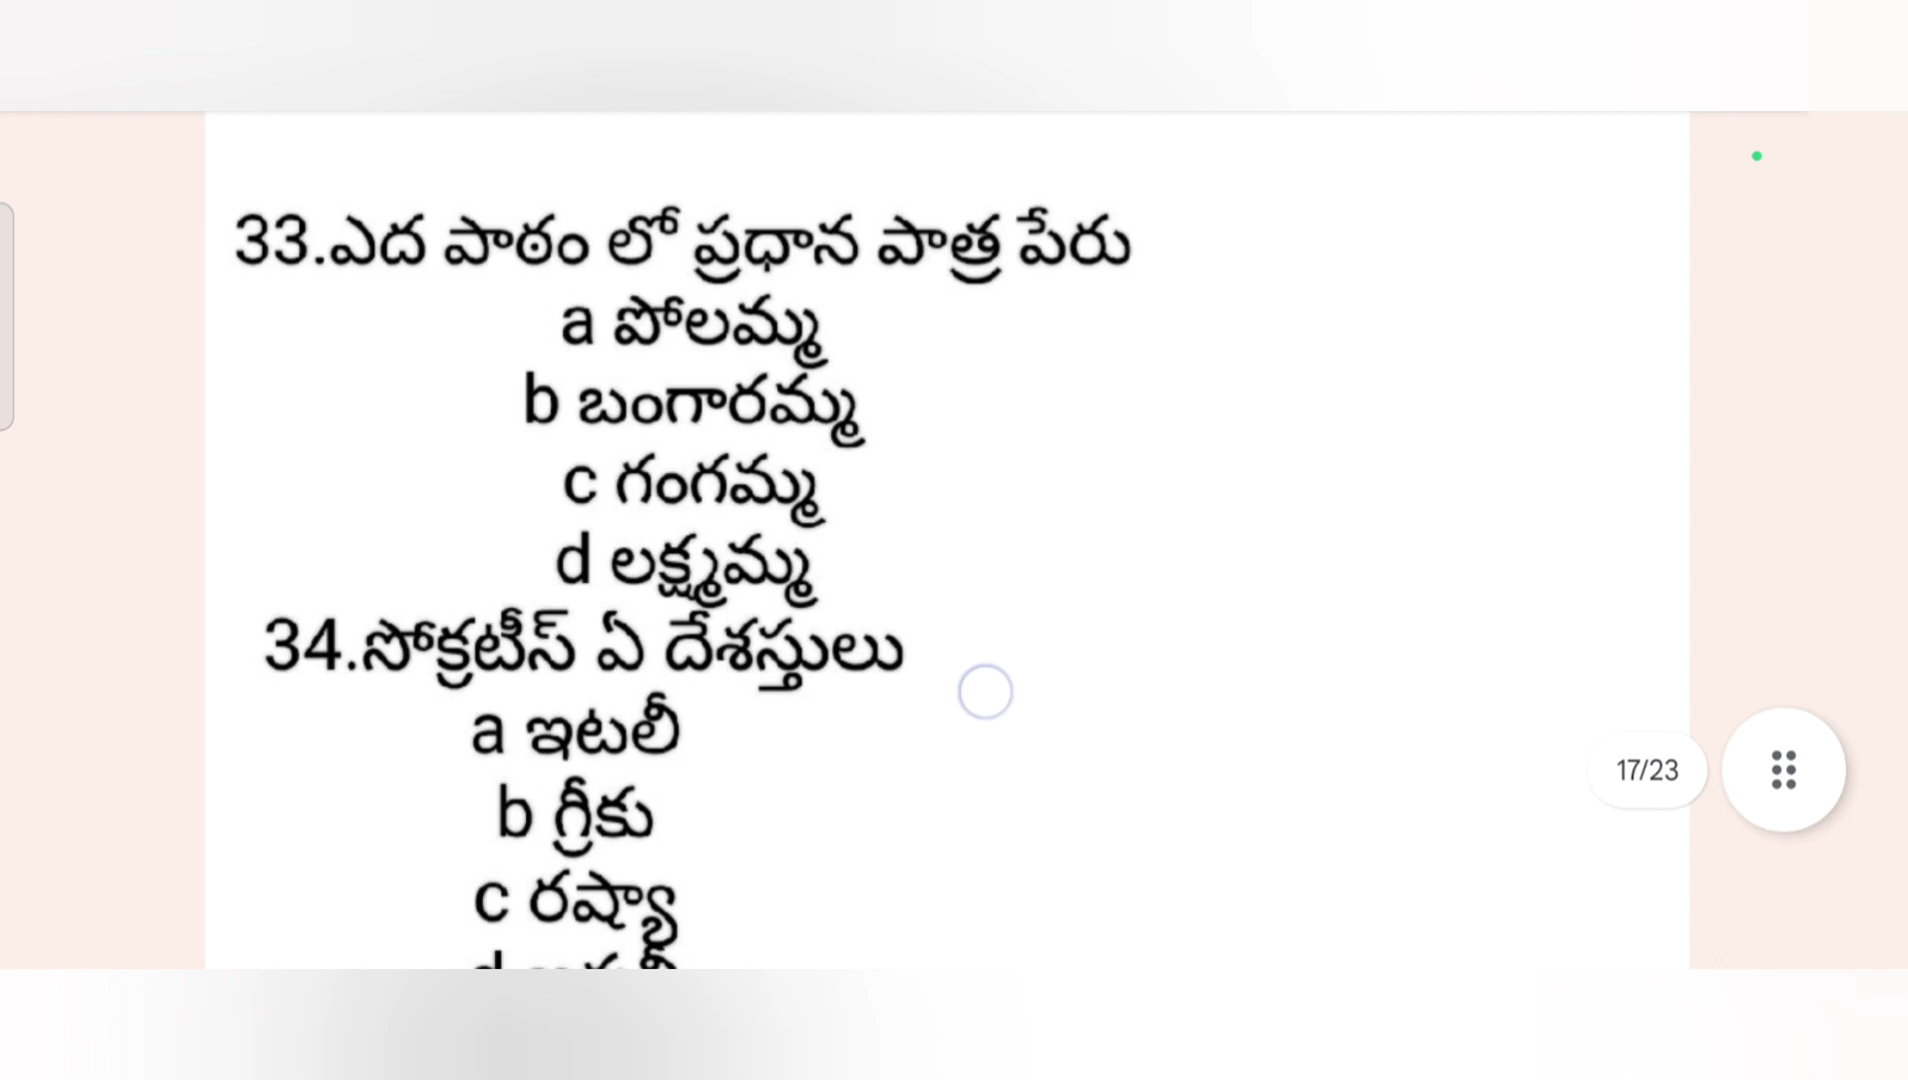 33.ఎద పాఠం లో ప్రధాన పాత్ర పేరు
a పోలమ్మ
b బంగారమ్మ
c గంగమ్మ
d లక్ష్మమ్మ
34.సోక్రటీస్ ఏ దేశస్తులు
a ఇటలీ
b గ్రీకు
17/23
c రష్యా